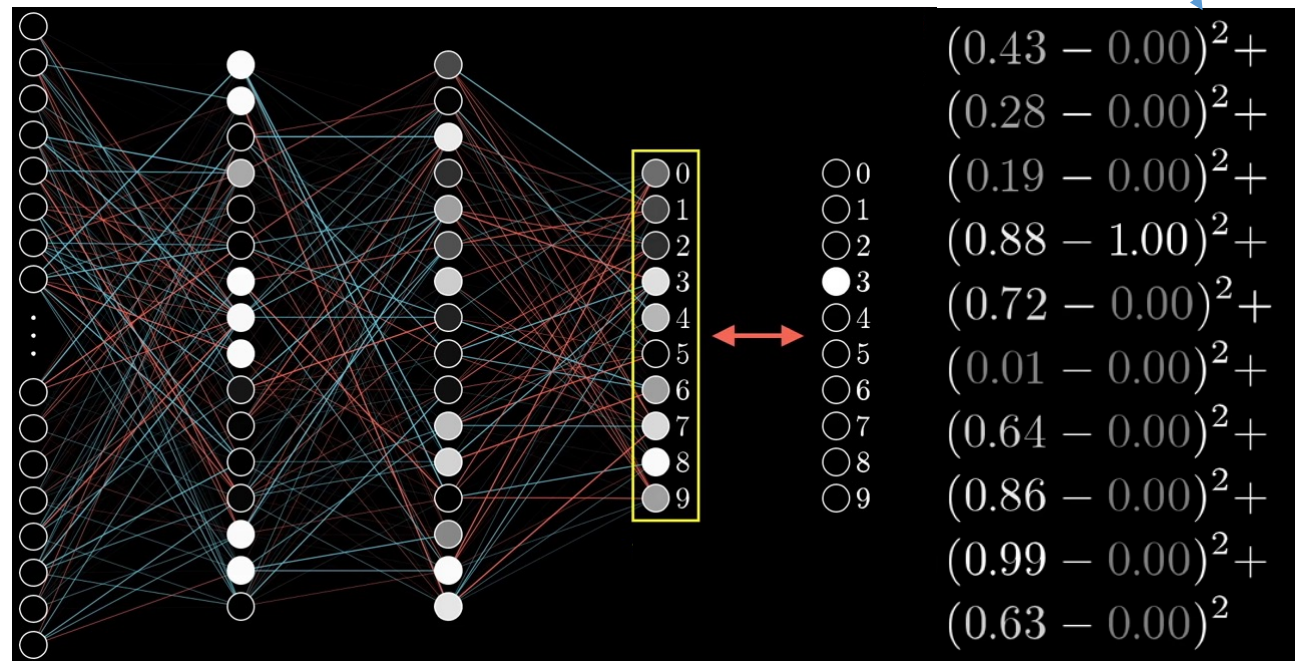 0
1
2
3
4
5
6
7
8
9
0
1
2
3
4
5
6
7
8
9
(0.43 − 0.00)²+
(0.28 − 0.00)²+
(0.19 − 0.00)²+
(0.88 − 1.00)²+
(0.72 − 0.00)²+
(0.01 − 0.00)²+
(0.64 − 0.00)²+
(0.86 − 0.00)²+
(0.99 − 0.00)²+
(0.63 − 0.00)²